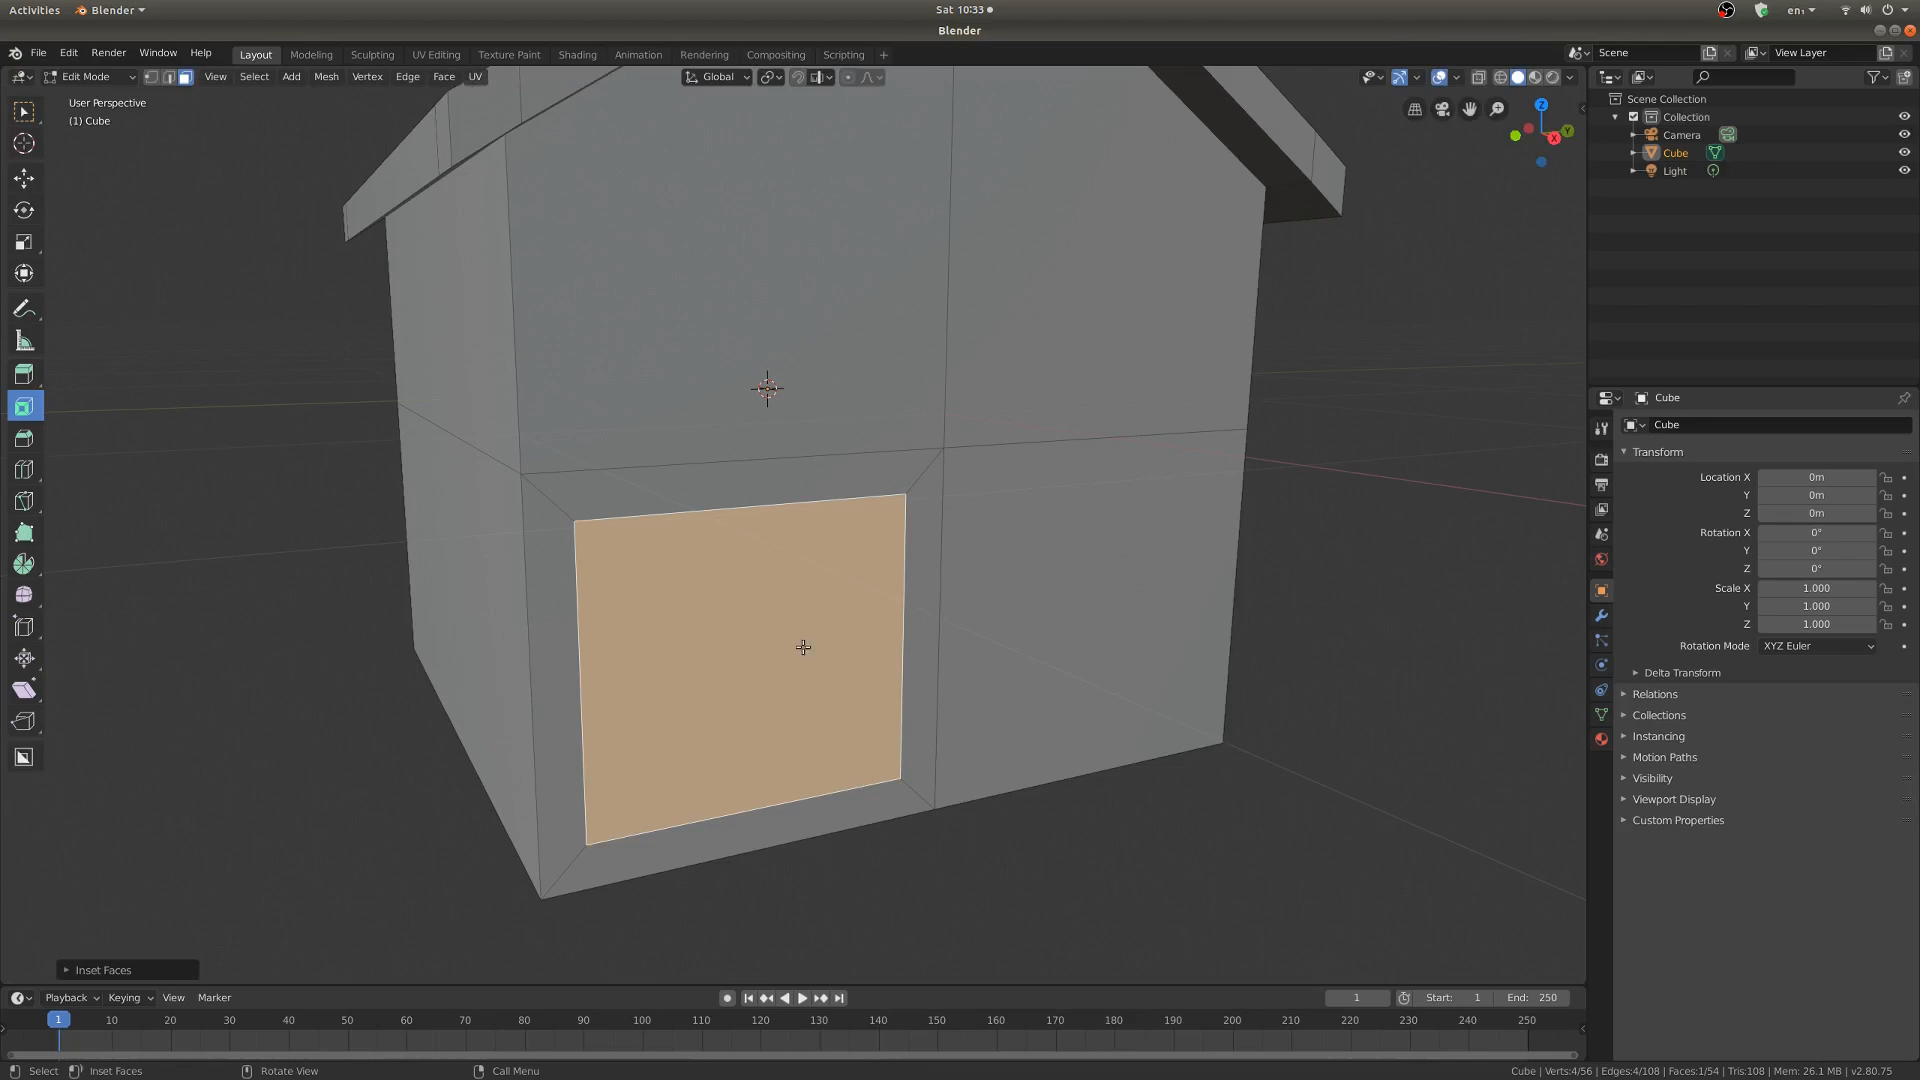 Activities Blender Sat 10:33 en₁
Blender
File Edit Render Window Help Layout Modeling Sculpting UV Editing Texture Paint Shading Animation Rendering Compositing Scripting + Scene View Layer
Edit Mode View Select Add Mesh Vertex Edge Face UV Global
User Perspective
(1) Cube
Z
Y
X
Scene Collection
Collection
Camera
Cube
Light
Cube
Cube
Transform
Location X 0m
Y 0m
Z 0m
Rotation X 0°
Y 0°
Z 0°
Scale X 1.000
Y 1.000
Z 1.000
Rotation Mode XYZ Euler
Delta Transform
Relations
Collections
Instancing
Motion Paths
Visibility
Viewport Display
Custom Properties
Inset Faces
Playback Keying View Marker 1 Start: 1 End: 250
1 10 20 30 40 50 60 70 80 90 100 110 120 130 140 150 160 170 180 190 200 210 220 230 240 250
Select Inset Faces Rotate View Call Menu Cube | Verts:4/56 | Edges:4/108 | Faces:1/54 | Tris:108 | Mem: 26.1 MB | v2.80.75